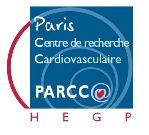 Paris
Centre de recherche
Cardiovasculaire
PARCC
H E G P